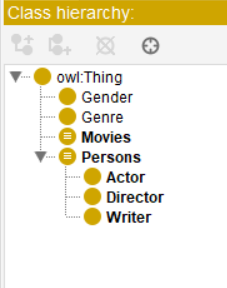 Class hierarchy:
owl:Thing
Gender
Genre
Movies
Persons
Actor
Director
Writer